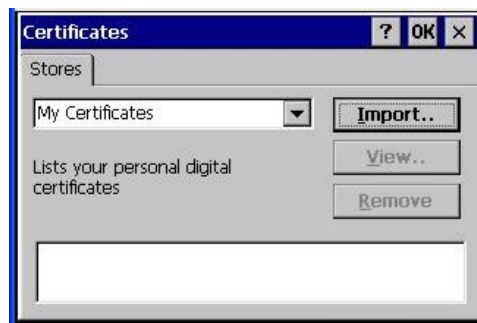 Certificates ? OK ×
Stores
My Certificates
Import..
Lists your personal digital
certificates
View..
Remove